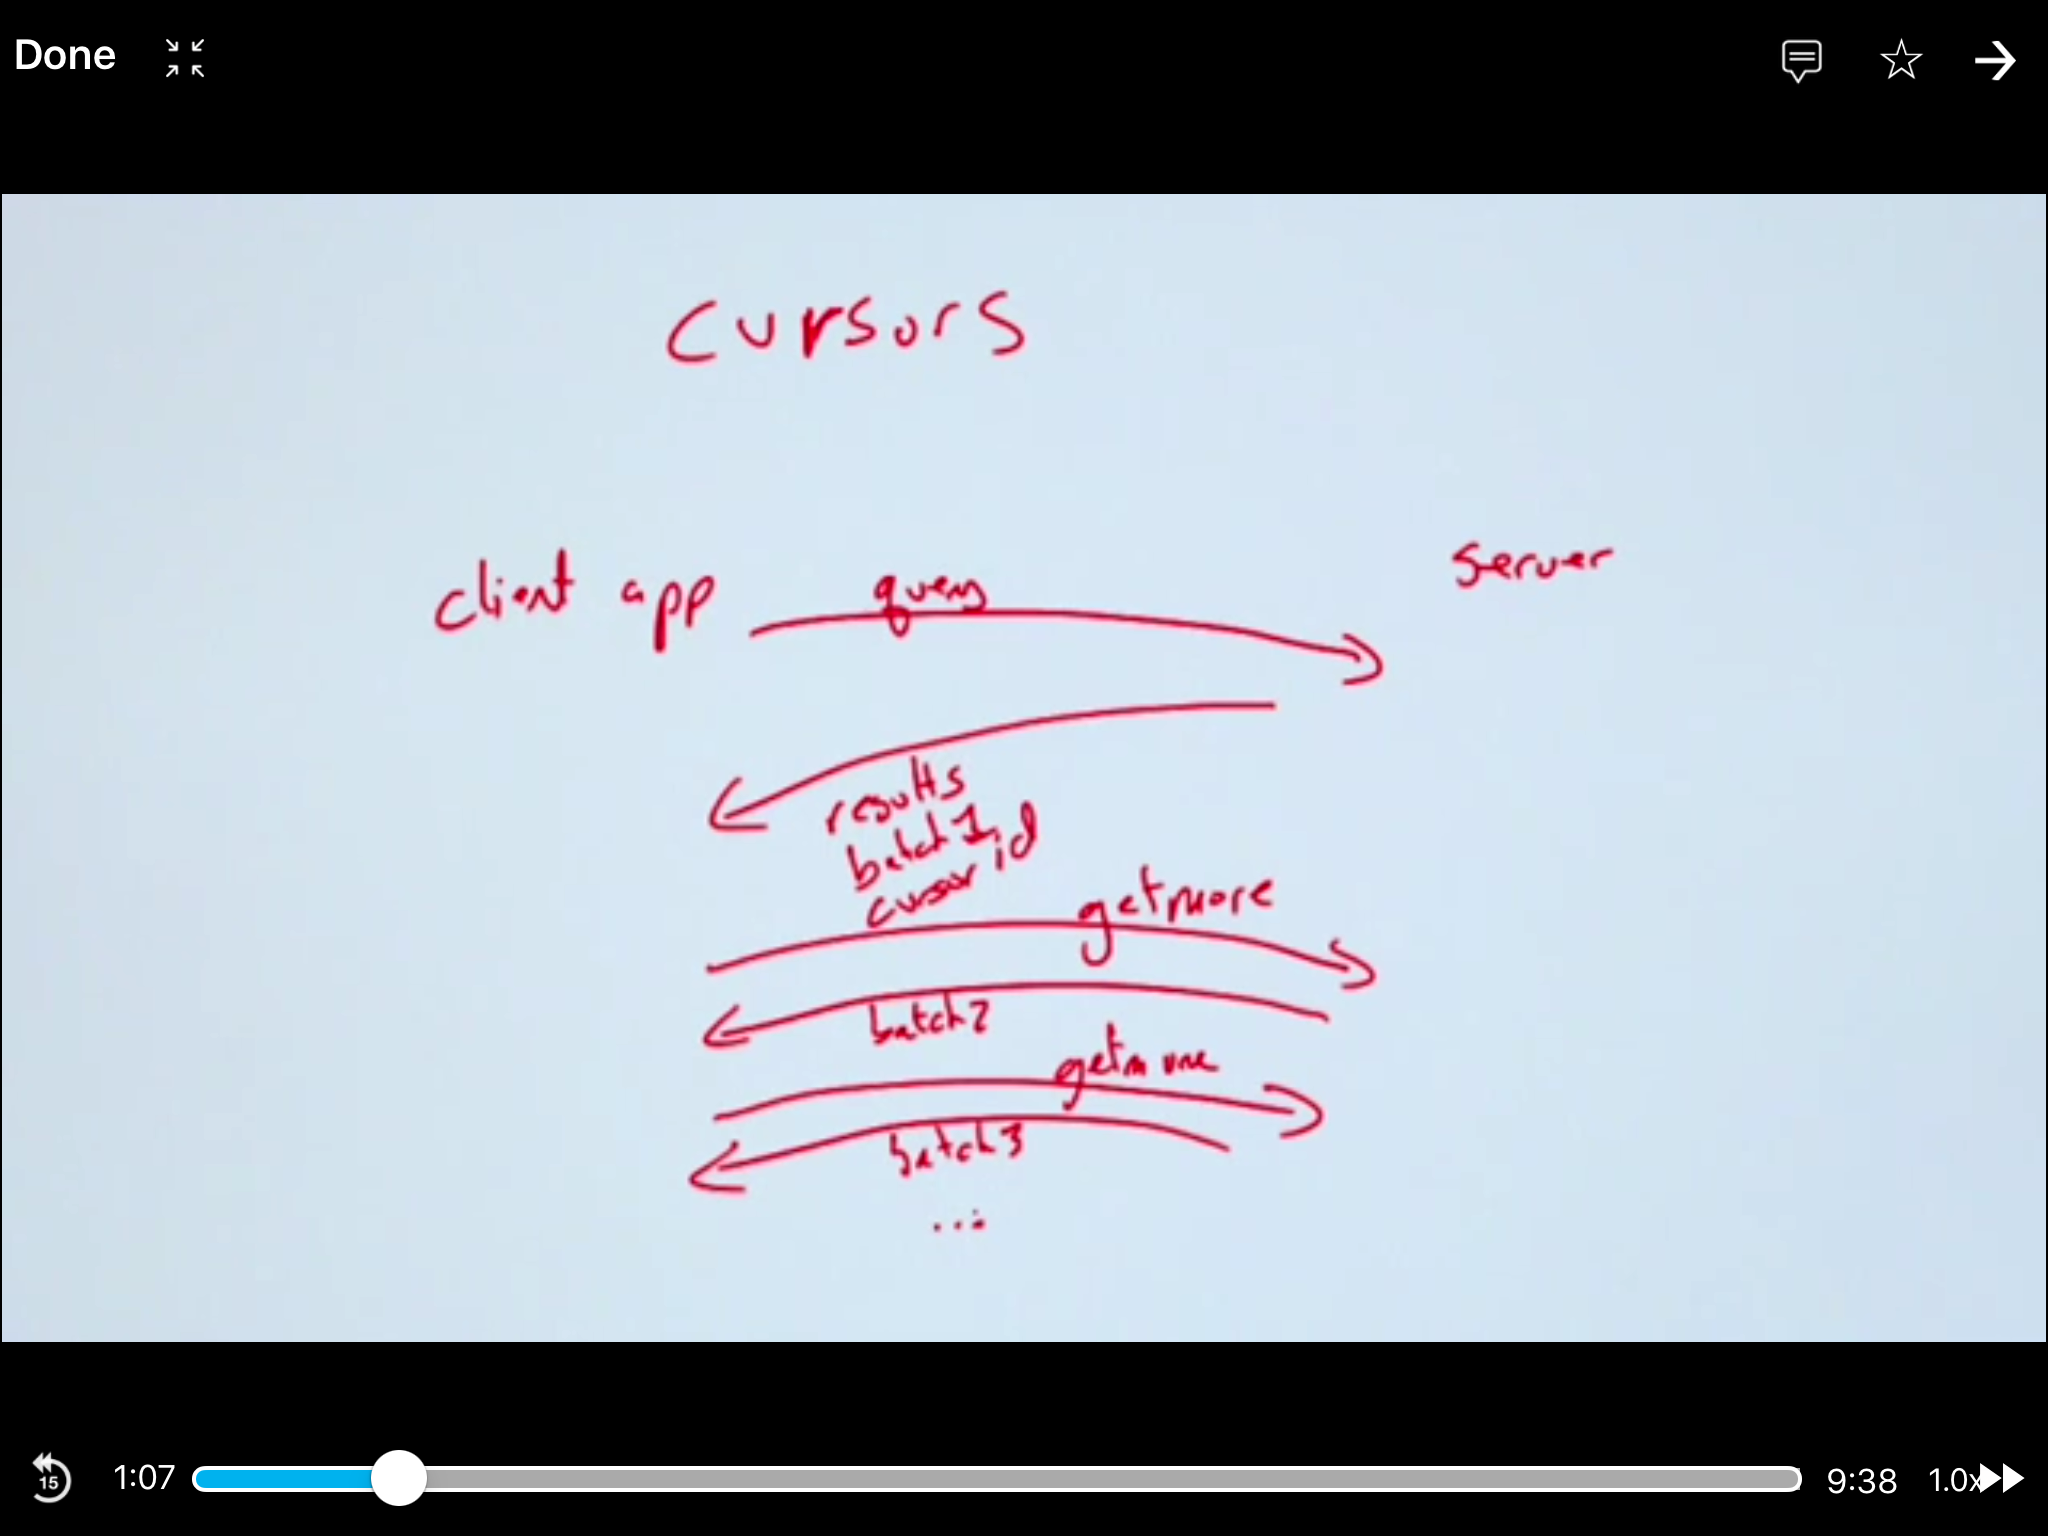 Done
cursors
client app
query
server
results
batch 1,
cursor id
getmore
batch 2
getmore
batch 3
...
15
1:07
9:38
1.0x